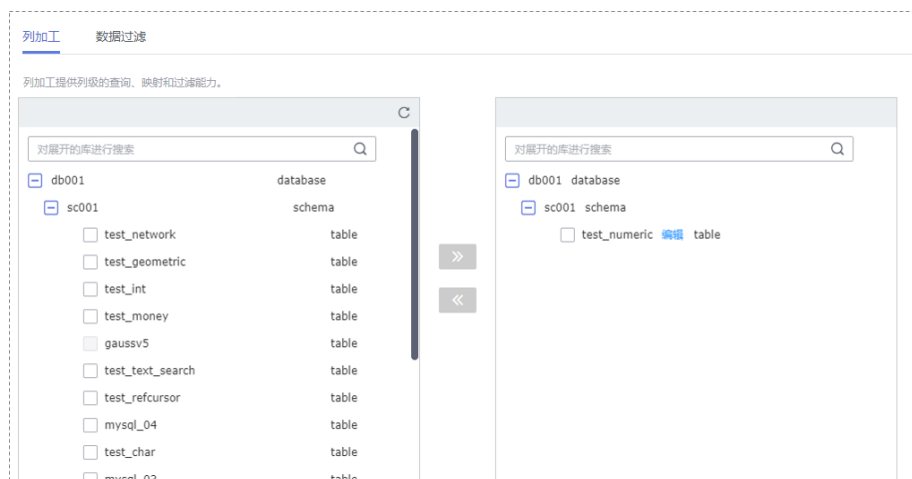 列加工 数据过滤
列加工提供列级的查询、映射和过滤能力。
对展开的库进行搜索
db001 database
sc001 schema
test_network table
test_geometric table
test_int table
test_money table
gaussv5 table
test_text_search table
test_refcursor table
mysql_04 table
test_char table
对展开的库进行搜索
db001 database
sc001 schema
test_numeric 编辑 table